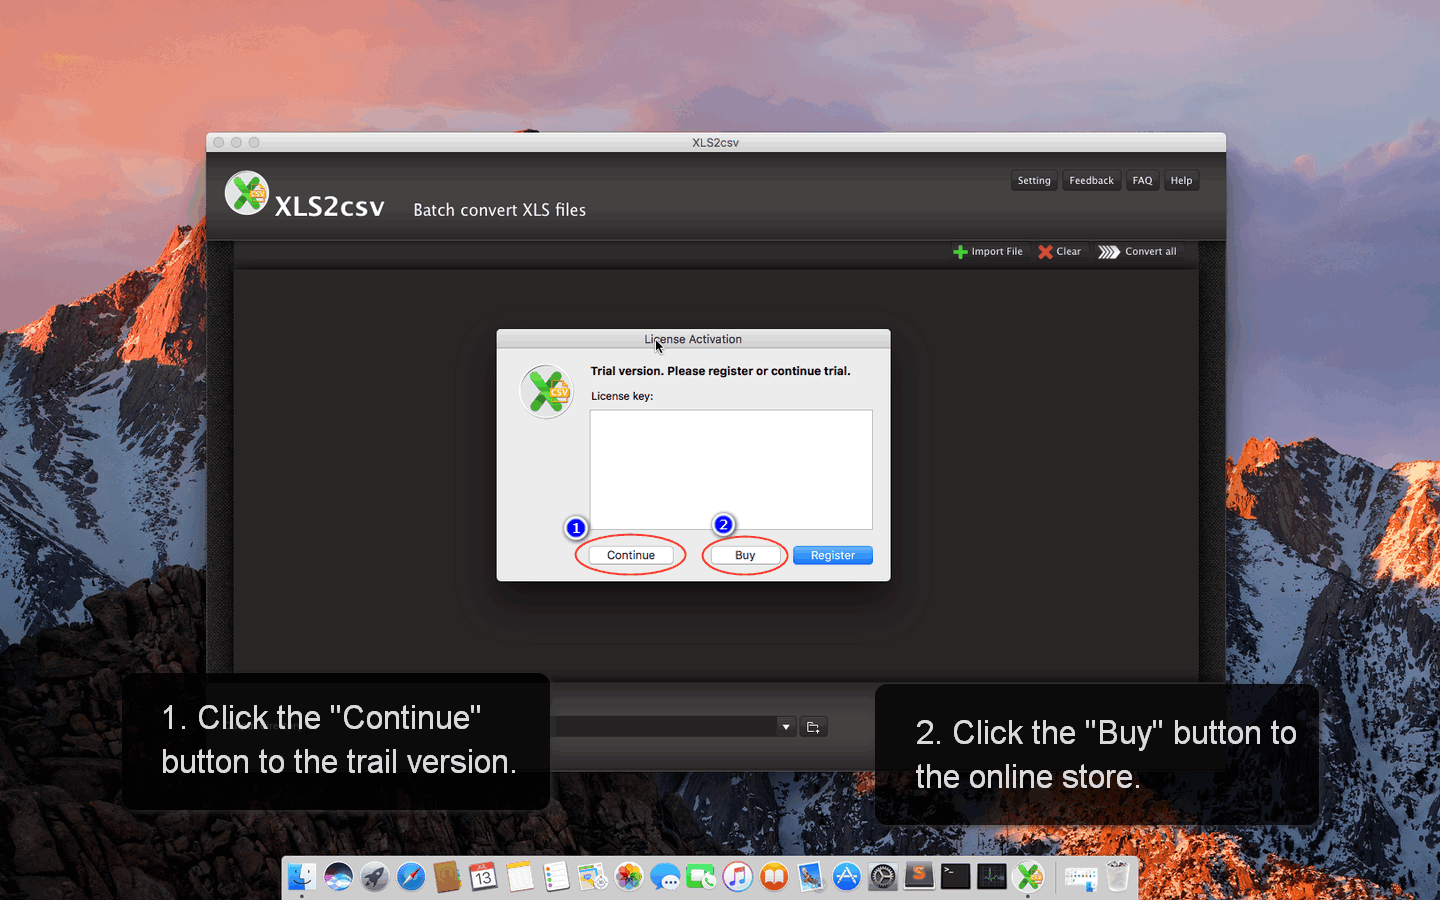 XLS2csv
Setting Feedback FAQ Help
XLS2csv Batch convert XLS files
Import File Clear Convert all
License Activation
Trial version. Please register or continue trial.
License key:
1 2
Continue Buy Register
1. Click the "Continue"
button to the trail version.
2. Click the "Buy" button to
the online store.
CSV
CSV
13